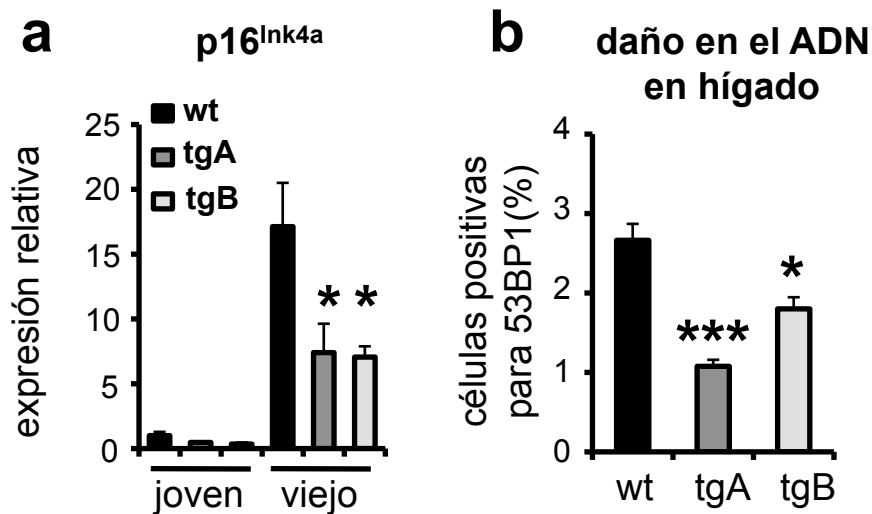 a
p16Ink4a
wt
tgA
tgB
expresión relativa
25
20
15
10
5
0
joven
viejo
*
*
b
daño en el ADN
en hígado
células positivas
para 53BP1(%)
4
3
2
1
0
***
*
wt
tgA
tgB